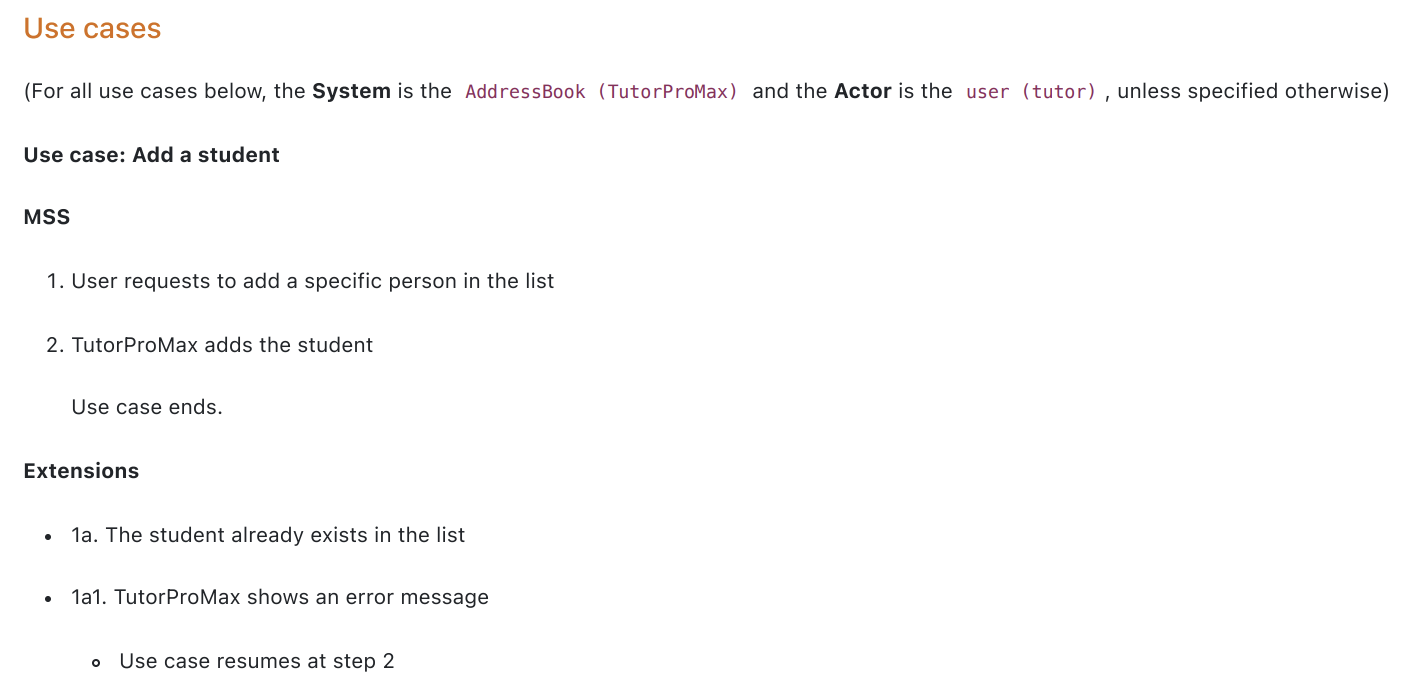 Use cases
(For all use cases below, the System is the AddressBook (TutorProMax) and the Actor is the user (tutor) , unless specified otherwise)
Use case: Add a student
MSS
1. User requests to add a specific person in the list
2. TutorProMax adds the student
Use case ends.
Extensions
• 1a. The student already exists in the list
• 1a1. TutorProMax shows an error message
◦ Use case resumes at step 2